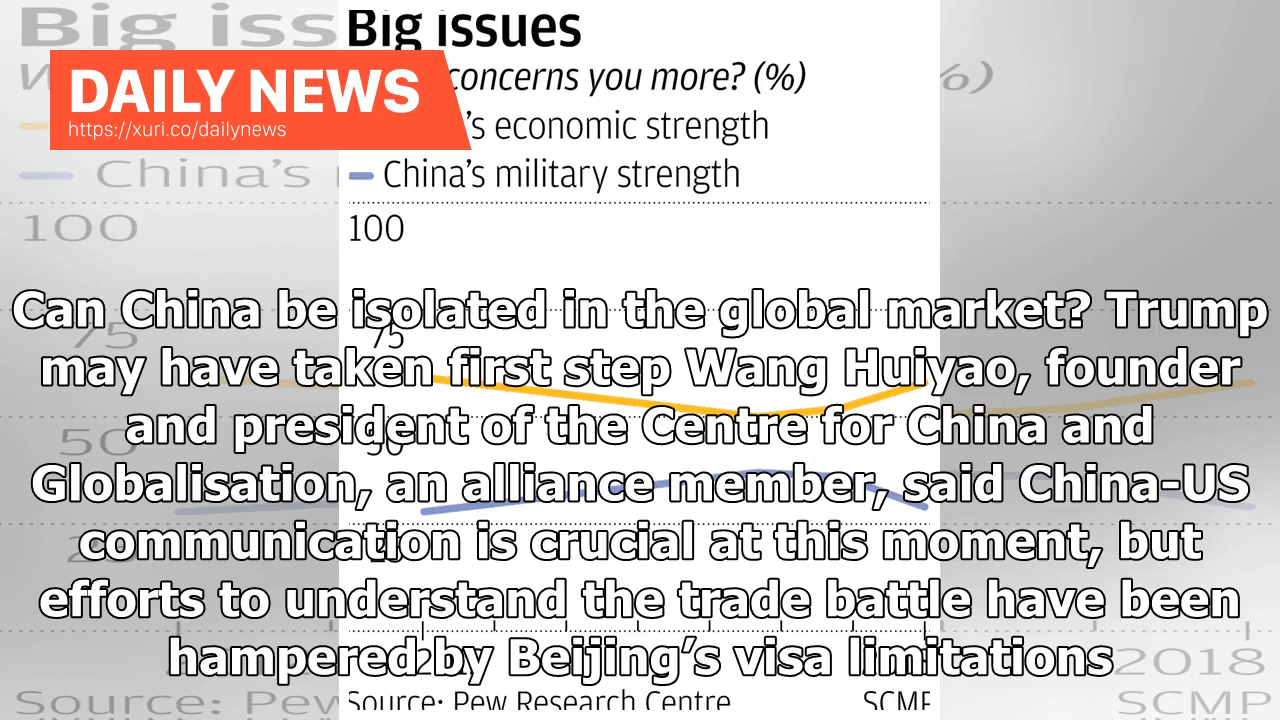 Big issues
DAILY NEWS
https://xuri.co/dailynews
concerns you more? (%)
's economic strength
China's military strength
100
75
50
Can China be isolated in the global market? Trump
may have taken first step Wang Huiyao, founder
and president of the Centre for China and
Globalisation, an alliance member, said China-US
communication is crucial at this moment, but
efforts to understand the trade battle have been
hampered by Beijing’s visa limitations
2018
Source: Pew Research Centre
SCMP